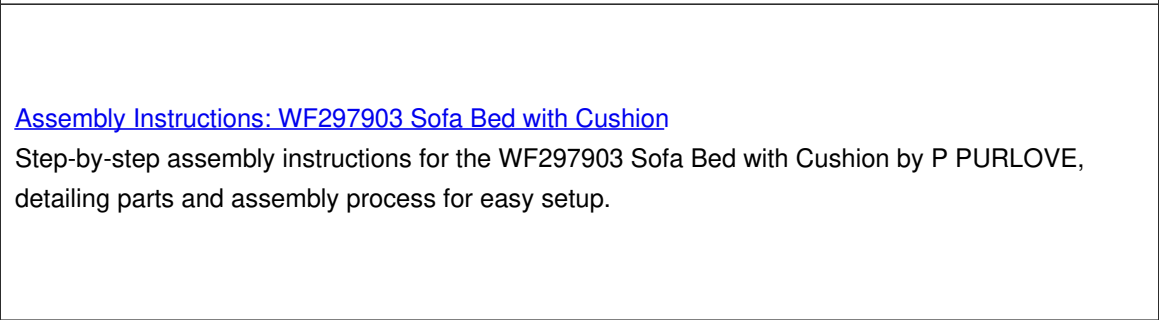 Assembly Instructions: WF297903 Sofa Bed with Cushion
Step-by-step assembly instructions for the WF297903 Sofa Bed with Cushion by P PURLOVE,
detailing parts and assembly process for easy setup.